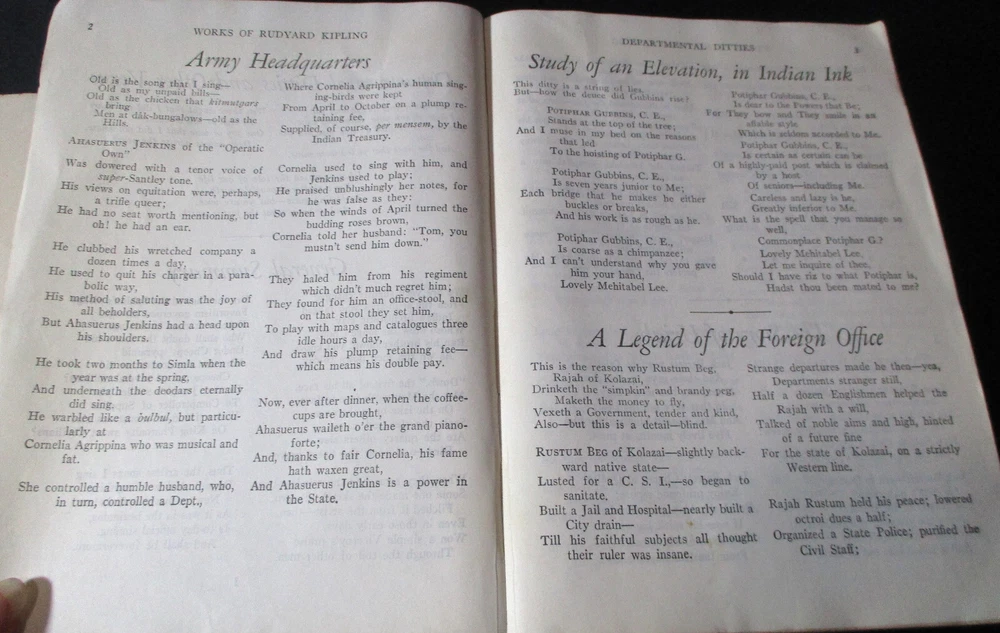 2
WORKS OF RUDYARD KIPLING
Army Headquarters
Old is the song that I sing—
Old as my unpaid bills—
Old as the chicken that kitmutgars
bring
Men at dâk-bungalows—old as the
Hills.
AHASUERUS JENKINS of the "Operatic
Own"
Was dowered with a tenor voice of
super-Santley tone.
His views on equitation were, perhaps,
a trifle queer;
He had no seat worth mentioning, but
oh! he had an ear.
He clubbed his wretched company a
dozen times a day,
He used to quit his charger in a para-
bolic way,
His method of saluting was the joy of
all beholders,
But Ahasuerus Jenkins had a head upon
his shoulders.
He took two months to Simla when the
year was at the spring,
And underneath the deodars eternally
did sing.
He warbled like a bulbul, but particu-
larly at
Cornelia Agrippina who was musical and
fat.
She controlled a humble husband, who,
in turn, controlled a Dept.,
Where Cornelia Agrippina's human sing-
ing-birds were kept
From April to October on a plump re-
taining fee,
Supplied, of course, per mensem, by the
Indian Treasury.
Cornelia used to sing with him, and
Jenkins used to play;
He praised unblushingly her notes, for
he was false as they:
So when the winds of April turned the
budding roses brown,
Cornelia told her husband: "Tom, you
mustn't send him down."
They haled him from his regiment
which didn't much regret him;
They found for him an office-stool, and
on that stool they set him,
To play with maps and catalogues three
idle hours a day,
And draw his plump retaining fee—
which means his double pay.
Now, ever after dinner, when the coffee-
cups are brought,
Ahasuerus waileth o'er the grand piano-
forte;
And, thanks to fair Cornelia, his fame
hath waxen great,
And Ahasuerus Jenkins is a power in
the State.
DEPARTMENTAL DITTIES
3
Study of an Elevation, in Indian Ink
This ditty is a string of lies.
But—how the deuce did Gubbins rise?
POTIPHAR GUBBINS, C. E.,
Stands at the top of the tree;
And I muse in my bed on the reasons
that led
To the hoisting of Potiphar G.
Potiphar Gubbins, C. E.,
Is seven years junior to Me;
Each bridge that he makes he either
buckles or breaks,
And his work is as rough as he.
Potiphar Gubbins, C. E.,
Is coarse as a chimpanzee;
And I can't understand why you gave
him your hand,
Lovely Mehitabel Lee.
Potiphar Gubbins, C. E.,
Is dear to the Powers that Be;
For They bow and They smile in an
affable style
Which is seldom accorded to Me.
Potiphar Gubbins, C. E.,
Is certain as certain can be
Of a highly-paid post which is claimed
by a host
Of seniors—including Me.
Careless and lazy is he,
Greatly inferior to Me.
What is the spell that you manage so
well,
Commonplace Potiphar G.?
Lovely Mehitabel Lee,
Let me inquire of thee,
Should I have riz to what Potiphar is,
Hadst thou been mated to me?
A Legend of the Foreign Office
This is the reason why Rustum Beg,
Rajah of Kolazai,
Drinketh the "simpkin" and brandy peg,
Maketh the money to fly,
Vexeth a Government, tender and kind,
Also—but this is a detail—blind.
RUSTUM BEG of Kolazai—slightly back-
ward native state—
Lusted for a C. S. I.,—so began to
sanitate.
Built a Jail and Hospital—nearly built a
City drain—
Till his faithful subjects all thought
their ruler was insane.
Strange departures made he then—yea,
Departments stranger still,
Half a dozen Englishmen helped the
Rajah with a will,
Talked of noble aims and high, hinted
of a future fine
For the state of Kolazai, on a strictly
Western line.
Rajah Rustum held his peace; lowered
octroi dues a half;
Organized a State Police; purified the
Civil Staff;